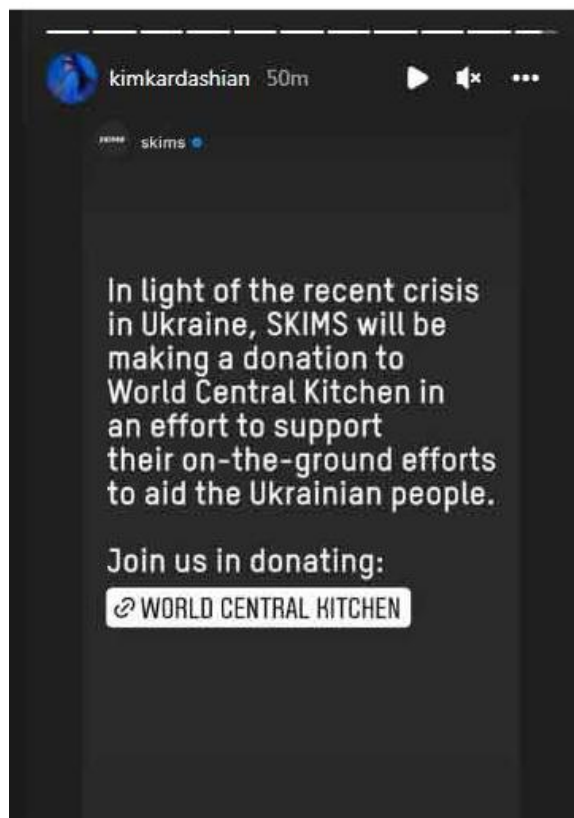 kimkardashian 50m
skims
In light of the recent crisis
in Ukraine, SKIMS will be
making a donation to
World Central Kitchen in
an effort to support
their on-the-ground efforts
to aid the Ukrainian people.
Join us in donating:
WORLD CENTRAL KITCHEN